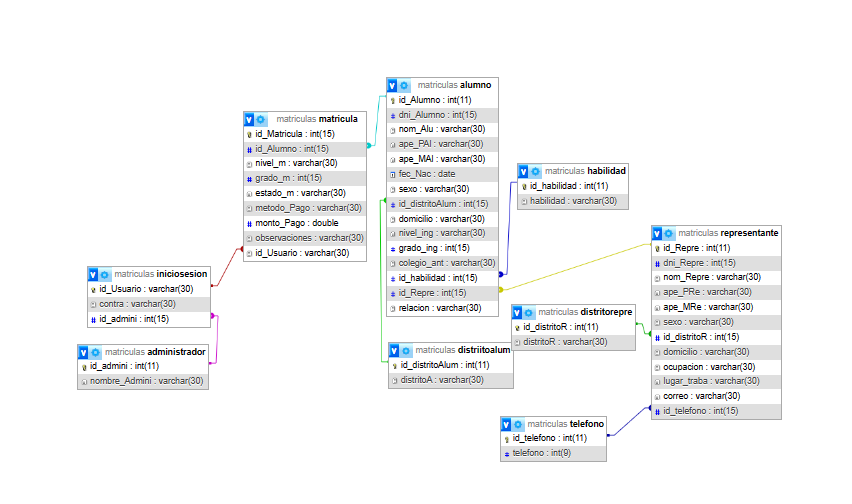 matriculas matricula
id_Matricula : int(15)
id_Alumno : int(15)
nivel_m : varchar(30)
grado_m : int(15)
estado_m : varchar(30)
metodo_Pago : varchar(30)
monto_Pago : double
observaciones : varchar(30)
id_Usuario : varchar(30)
matriculas alumno
id_Alumno : int(11)
dni_Alumno : int(15)
nom_Alu : varchar(30)
ape_PAl : varchar(30)
ape_MAl : varchar(30)
fec_Nac : date
sexo : varchar(30)
id_distritoAlum : int(15)
domicilio : varchar(30)
nivel_ing : varchar(30)
grado_ing : int(15)
colegio_ant : varchar(30)
id_habilidad : int(15)
id_Repre : int(15)
relacion : varchar(30)
matriculas habilidad
id_habilidad : int(11)
habilidad : varchar(30)
matriculas representante
id_Repre : int(11)
dni_Repre : int(15)
nom_Repre : varchar(30)
ape_PRe : varchar(30)
ape_MRe : varchar(30)
sexo : varchar(30)
id_distritoR : int(15)
domicilio : varchar(30)
ocupacion : varchar(30)
lugar_traba : varchar(30)
correo : varchar(30)
id_telefono : int(15)
matriculas iniciosesion
id_Usuario : varchar(30)
contra : varchar(30)
id_admini : int(15)
matriculas administrador
id_admini : int(11)
nombre_Admini : varchar(30)
matriculas distritorepre
id_distritoR : int(11)
distritoR : varchar(30)
matriculas distriitoalum
id_distritoAlum : int(11)
distritoA : varchar(30)
matriculas telefono
id_telefono : int(11)
telefono : int(9)